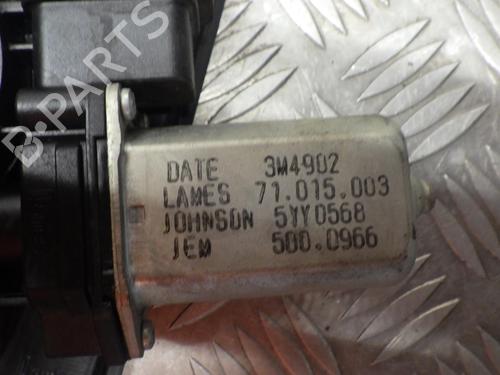 B-PARTS
DATE 3M4902
LAMES 71.015.003
JOHNSON 5YY0568
JEM 500.0966